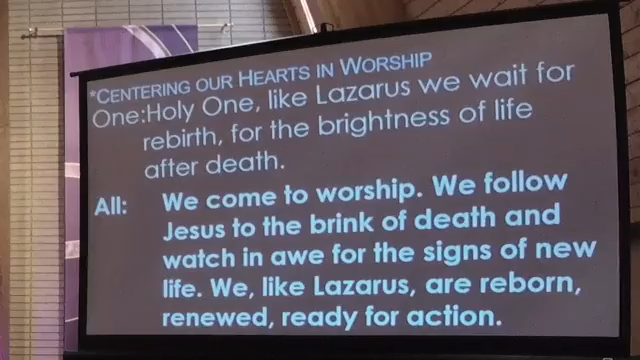 *CENTERING OUR HEARTS IN WORSHIP
One:Holy One, like Lazarus we wait for
rebirth, for the brightness of life
after death.
All: We come to worship. We follow
Jesus to the brink of death and
watch in awe for the signs of new
life. We, like Lazarus, are reborn,
renewed, ready for action.